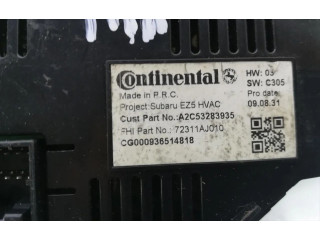 Continental
HW: 05
SW: C305
Made in P.R.C.
Pro date:
Project:Subaru EZ5 HVAC
09.08.31
Cust Part No.:A2C53283935
FHI Part No.: 72311AJ010
CG000936514818